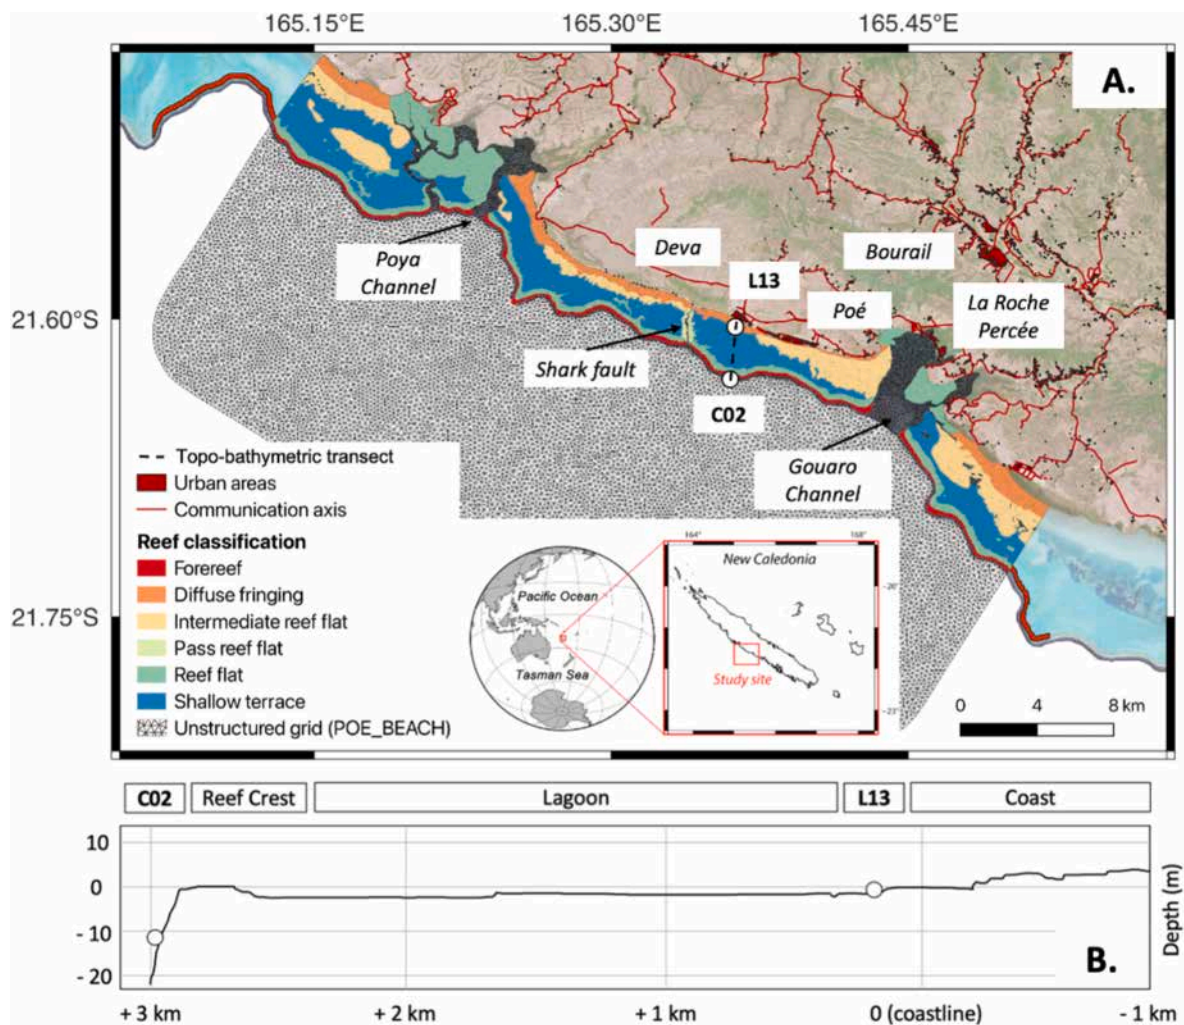 165.15°E
165.30°E
165.45°E
A.
21.60°S
21.75°S
Poya
Channel
Deva
L13
Bourail
Poé
La Roche
Percée
Shark fault
C02
Gouaro
Channel
Topo-bathymetric transect
Urban areas
Communication axis
Reef classification
Forereef
Diffuse fringing
Intermediate reef flat
Pass reef flat
Reef flat
Shallow terrace
Unstructured grid (POE_BEACH)
Pacific Ocean
Tasman Sea
164°
168°
New Caledonia
Study site
0 4 8 km
C02 Reef Crest Lagoon L13 Coast
10
0
- 10
- 20
Depth (m)
B.
+ 3 km + 2 km + 1 km 0 (coastline) - 1 km